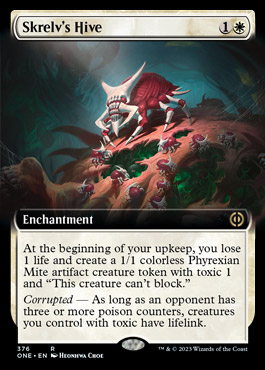 Skrelv's Hive 1
Enchantment
At the beginning of your upkeep, you lose
1 life and create a 1/1 colorless Phyrexian
Mite artifact creature token with toxic 1
and “This creature can't block.”
Corrupted — As long as an opponent has
three or more poison counters, creatures
you control with toxic have lifelink.
376 R
ONE • EN HEONHWA CHOE
™ & © 2023 Wizards of the Coast